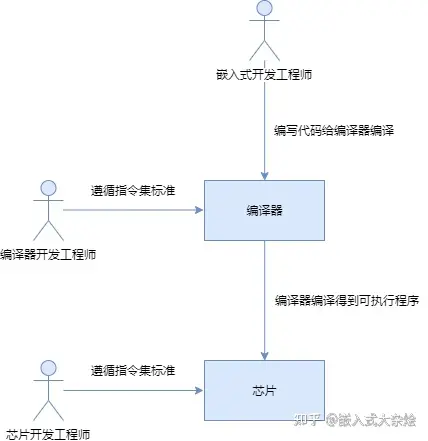 嵌入式开发工程师
编写代码给编译器编译
遵循指令集标准
编译器
编译器开发工程师
编译器编译得到可执行程序
遵循指令集标准
芯片
芯片开发工程师
知乎 @嵌入式大杂烩